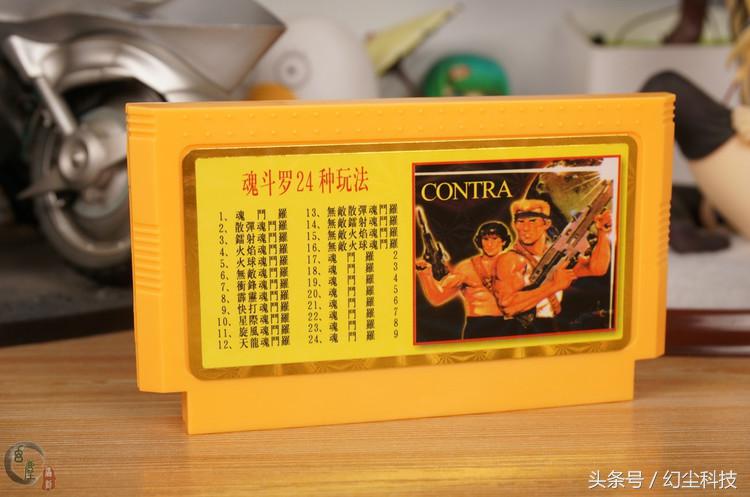 魂斗罗24种玩法
1、魂鬥羅
2、散彈魂鬥羅
3、鐳射魂鬥羅
4、火焰魂鬥羅
5、火球魂鬥羅
6、無敵魂鬥羅
7、衝鋒魂鬥羅
8、霹靂魂鬥羅
9、快打魂鬥羅
10、星際魂鬥羅
11、旋風魂鬥羅
12、天龍魂鬥羅
13、無敵散彈魂鬥羅
14、無敵鐳射魂鬥羅
15、無敵火焰魂鬥羅
16、無敵火球魂鬥羅
17、魂鬥羅 2
18、魂鬥羅 3
19、魂鬥羅 4
20、魂鬥羅 5
21、魂鬥羅 6
22、魂鬥羅 7
23、魂鬥羅 8
24、魂鬥羅 9
CONTRA
头条号 / 幻尘科技